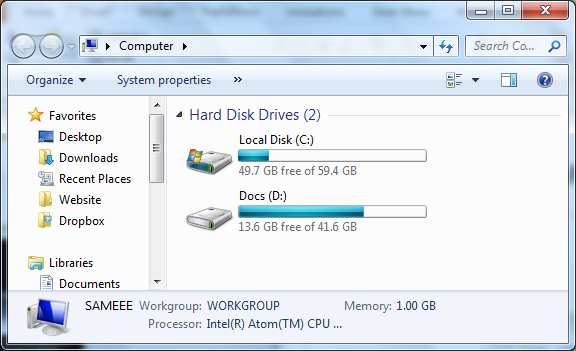 Computer
Search Co...
Organize
System properties
»
Favorites
Desktop
Downloads
Recent Places
Website
Dropbox
Libraries
Documents
Hard Disk Drives (2)
Local Disk (C:)
49.7 GB free of 59.4 GB
Docs (D:)
13.6 GB free of 41.6 GB
SAMEEE Workgroup: WORKGROUP Memory: 1.00 GB
Processor: Intel(R) Atom(TM) CPU ...